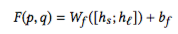 F(p, q) = W_f([h_s; h_ℓ]) + b_f